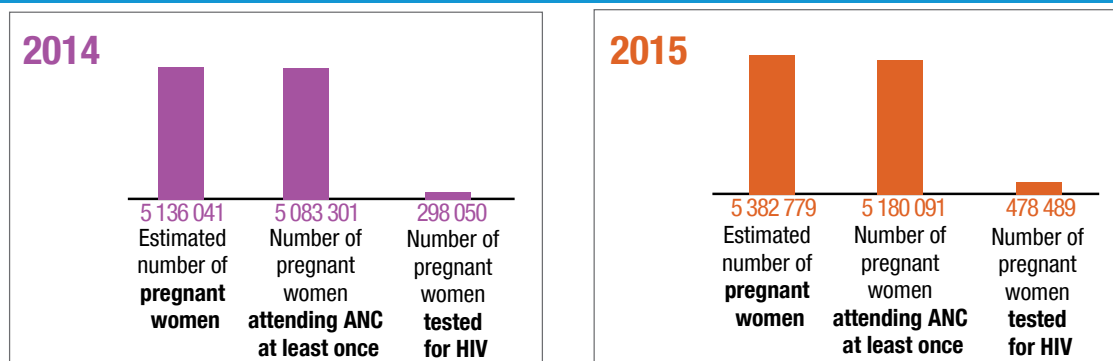 2014
5 136 041
Estimated
number of
pregnant
women
5 083 301
Number of
pregnant
women
attending ANC
at least once
298 050
Number of
pregnant
women
tested
for HIV
2015
5 382 779
Estimated
number of
pregnant
women
5 180 091
Number of
pregnant
women
attending ANC
at least once
478 489
Number of
pregnant
women
tested
for HIV